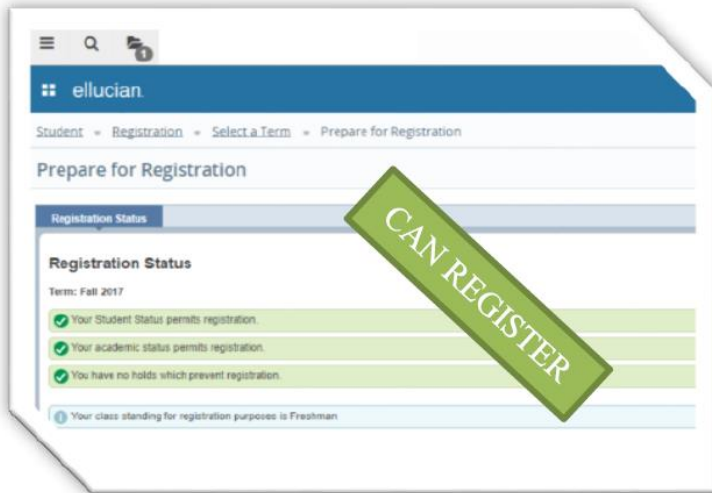 1
ellucian.
Student
Registration
Select a Term
Prepare for Registration
Prepare for Registration
Registration Status
Registration Status
Term: Fall 2017
Your Student Status permits registration.
Your academic status permits registration.
You have no holds which prevent registration.
Your class standing for registration purposes is Freshman
CAN REGISTER